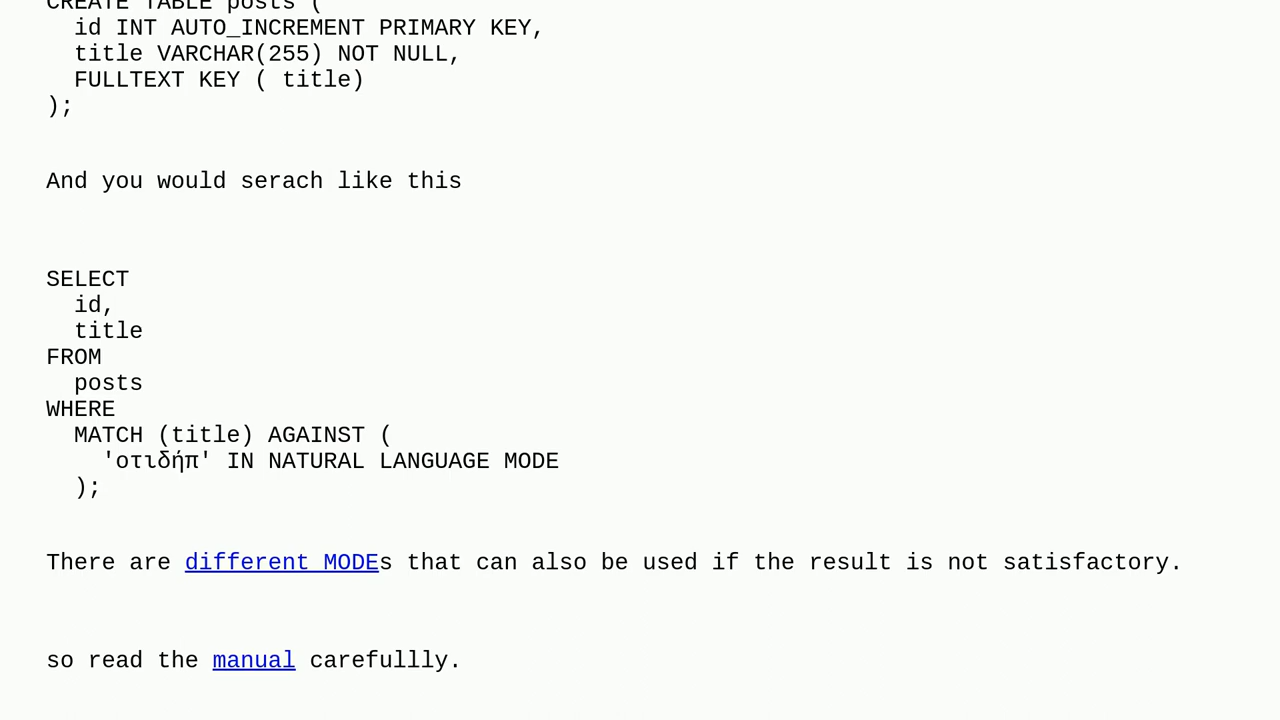 CREATE TABLE posts (
  id INT AUTO_INCREMENT PRIMARY KEY,
  title VARCHAR(255) NOT NULL,
  FULLTEXT KEY ( title)
);
And you would serach like this
SELECT
  id,
  title
FROM
  posts
WHERE
  MATCH (title) AGAINST (
    'οτιδήπ' IN NATURAL LANGUAGE MODE
  );
There are different MODEs that can also be used if the result is not satisfactory.
so read the manual carefullly.